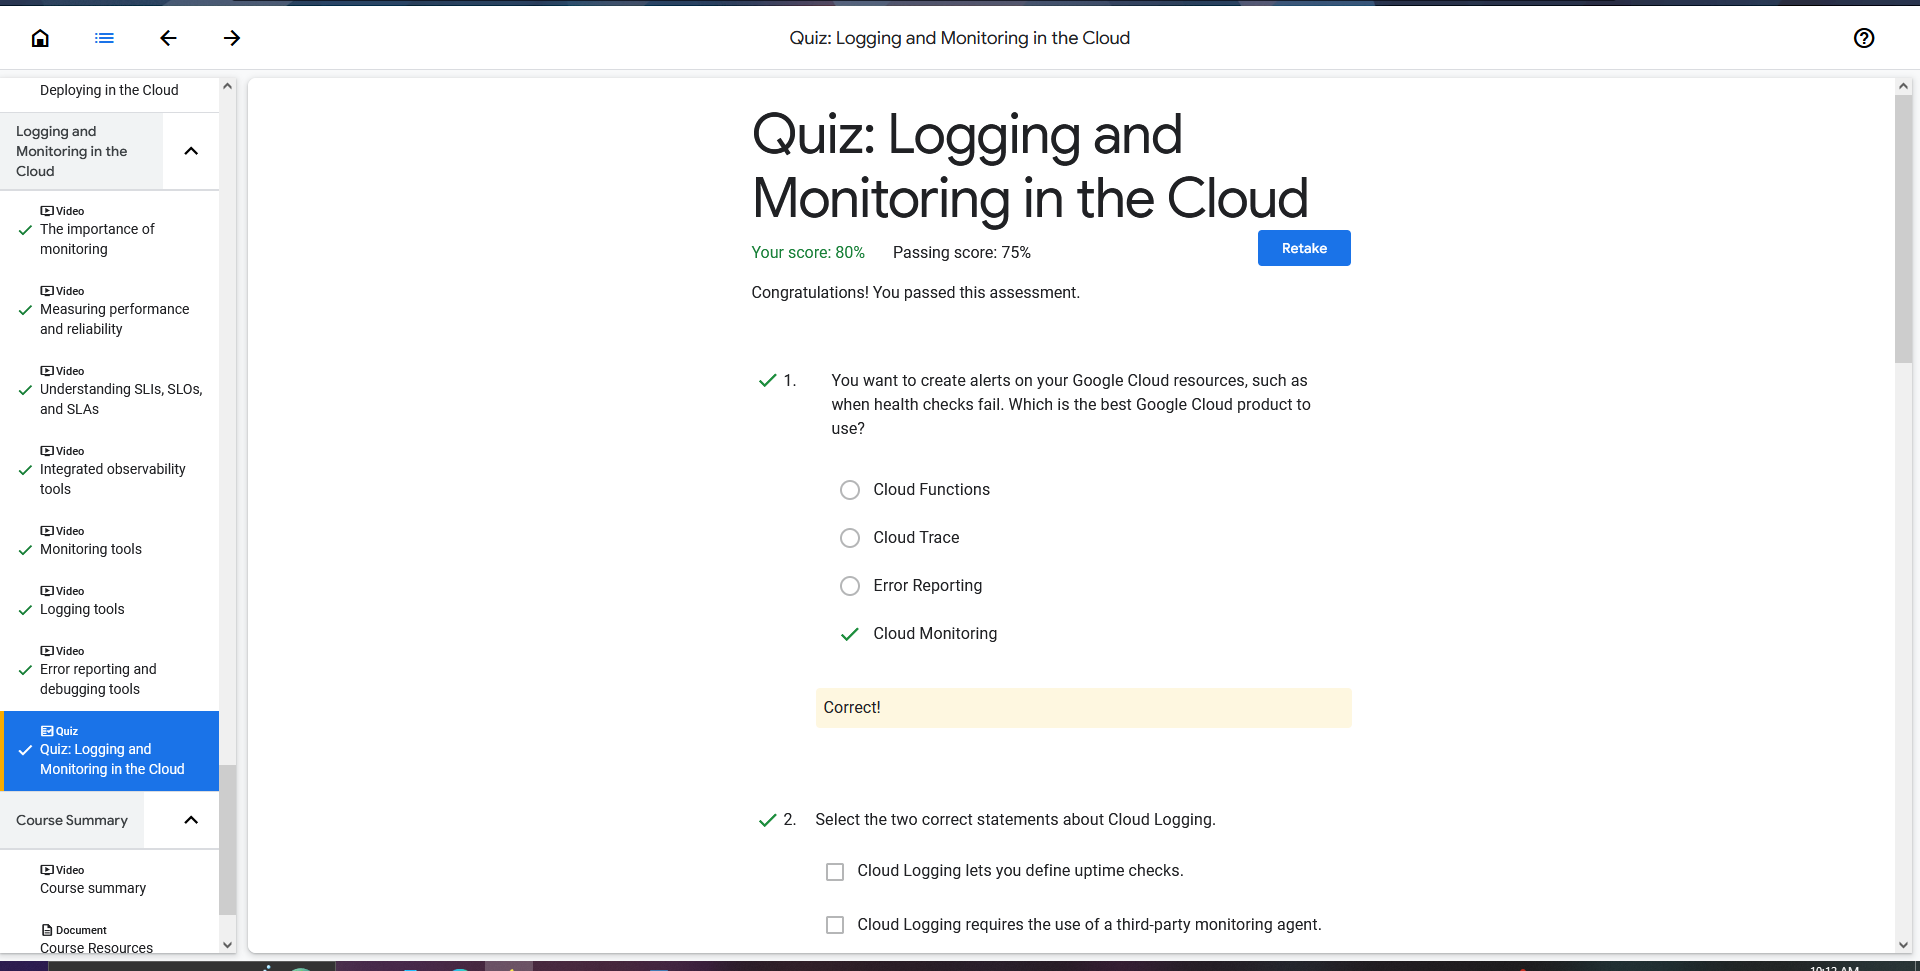 Quiz: Logging and Monitoring in the Cloud
Deploying in the Cloud
Logging and
Monitoring in the
Cloud
Video
The importance of
monitoring
Video
Measuring performance
and reliability
Video
Understanding SLIs, SLOs,
and SLAs
Video
Integrated observability
tools
Video
Monitoring tools
Video
Logging tools
Video
Error reporting and
debugging tools
Quiz
Quiz: Logging and
Monitoring in the Cloud
Course Summary
Video
Course summary
Document
Course Resources
Quiz: Logging and
Monitoring in the Cloud
Your score: 80% Passing score: 75%
Retake
Congratulations! You passed this assessment.
1. You want to create alerts on your Google Cloud resources, such as
when health checks fail. Which is the best Google Cloud product to
use?
Cloud Functions
Cloud Trace
Error Reporting
Cloud Monitoring
Correct!
2. Select the two correct statements about Cloud Logging.
Cloud Logging lets you define uptime checks.
Cloud Logging requires the use of a third-party monitoring agent.